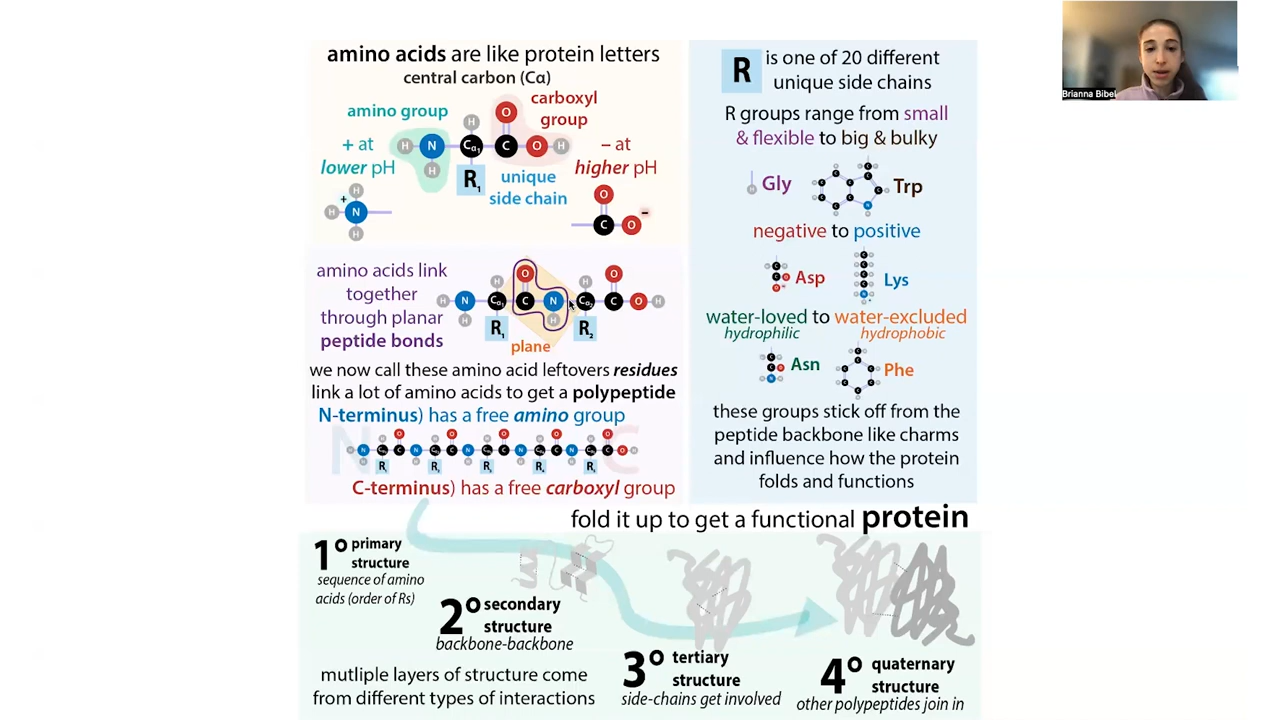 amino acids are like protein letters
central carbon (Cα)
amino group
carboxyl
group
+ at
lower pH
– at
higher pH
H N Cα1 C O H
H
H
O
R1
unique
side chain
+
H N
H
H
O
C O –
amino acids link
together
through planar
peptide bonds
H N Cα1 C N Cα2 C O H
H
H
O
H
H
O
R1
R2
plane
we now call these amino acid leftovers residues
link a lot of amino acids to get a polypeptide
N-terminus) has a free amino group
N
C
R
R
R
R
R
C-terminus) has a free carboxyl group
R
is one of 20 different
unique side chains
R groups range from small
& flexible to big & bulky
Gly
Trp
negative to positive
Asp
Lys
water-loved to water-excluded
hydrophilic
hydrophobic
Asn
Phe
these groups stick off from the
peptide backbone like charms
and influence how the protein
folds and functions
fold it up to get a functional protein
1° primary
structure
sequence of amino
acids (order of Rs)
2° secondary
structure
backbone-backbone
3° tertiary
structure
side-chains get involved
4° quaternary
structure
other polypeptides join in
mutliple layers of structure come
from different types of interactions
Brianna Bibel